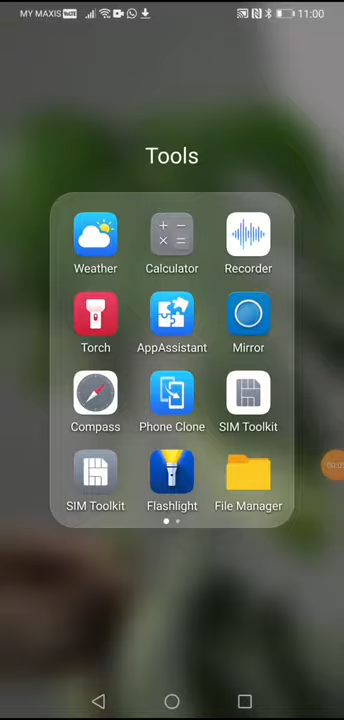 MY MAXIS VoLTE 11:00
Tools
Weather Calculator Recorder
Torch AppAssistant Mirror
Compass Phone Clone SIM Toolkit
SIM Toolkit Flashlight File Manager